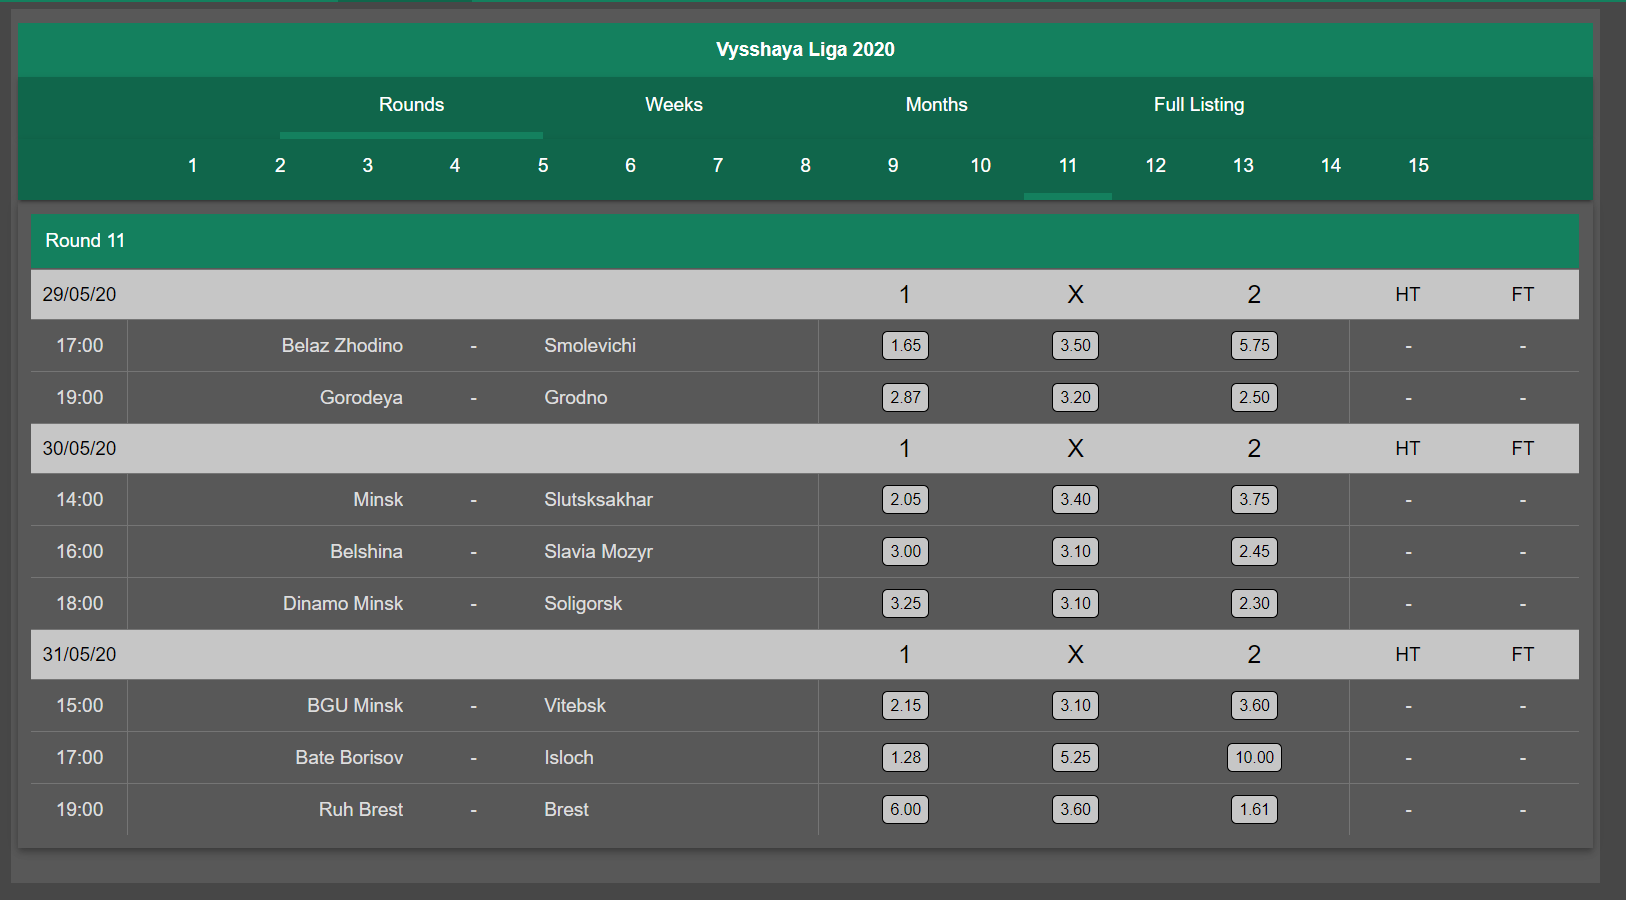 Vysshaya Liga 2020
Rounds Weeks Months Full Listing
1 2 3 4 5 6 7 8 9 10 11 12 13 14 15
Round 11
29/05/20 1 X 2 HT FT
17:00 Belaz Zhodino - Smolevichi 1.65 3.50 5.75 - -
19:00 Gorodeya - Grodno 2.87 3.20 2.50 - -
30/05/20 1 X 2 HT FT
14:00 Minsk - Slutsksakhar 2.05 3.40 3.75 - -
16:00 Belshina - Slavia Mozyr 3.00 3.10 2.45 - -
18:00 Dinamo Minsk - Soligorsk 3.25 3.10 2.30 - -
31/05/20 1 X 2 HT FT
15:00 BGU Minsk - Vitebsk 2.15 3.10 3.60 - -
17:00 Bate Borisov - Isloch 1.28 5.25 10.00 - -
19:00 Ruh Brest - Brest 6.00 3.60 1.61 - -